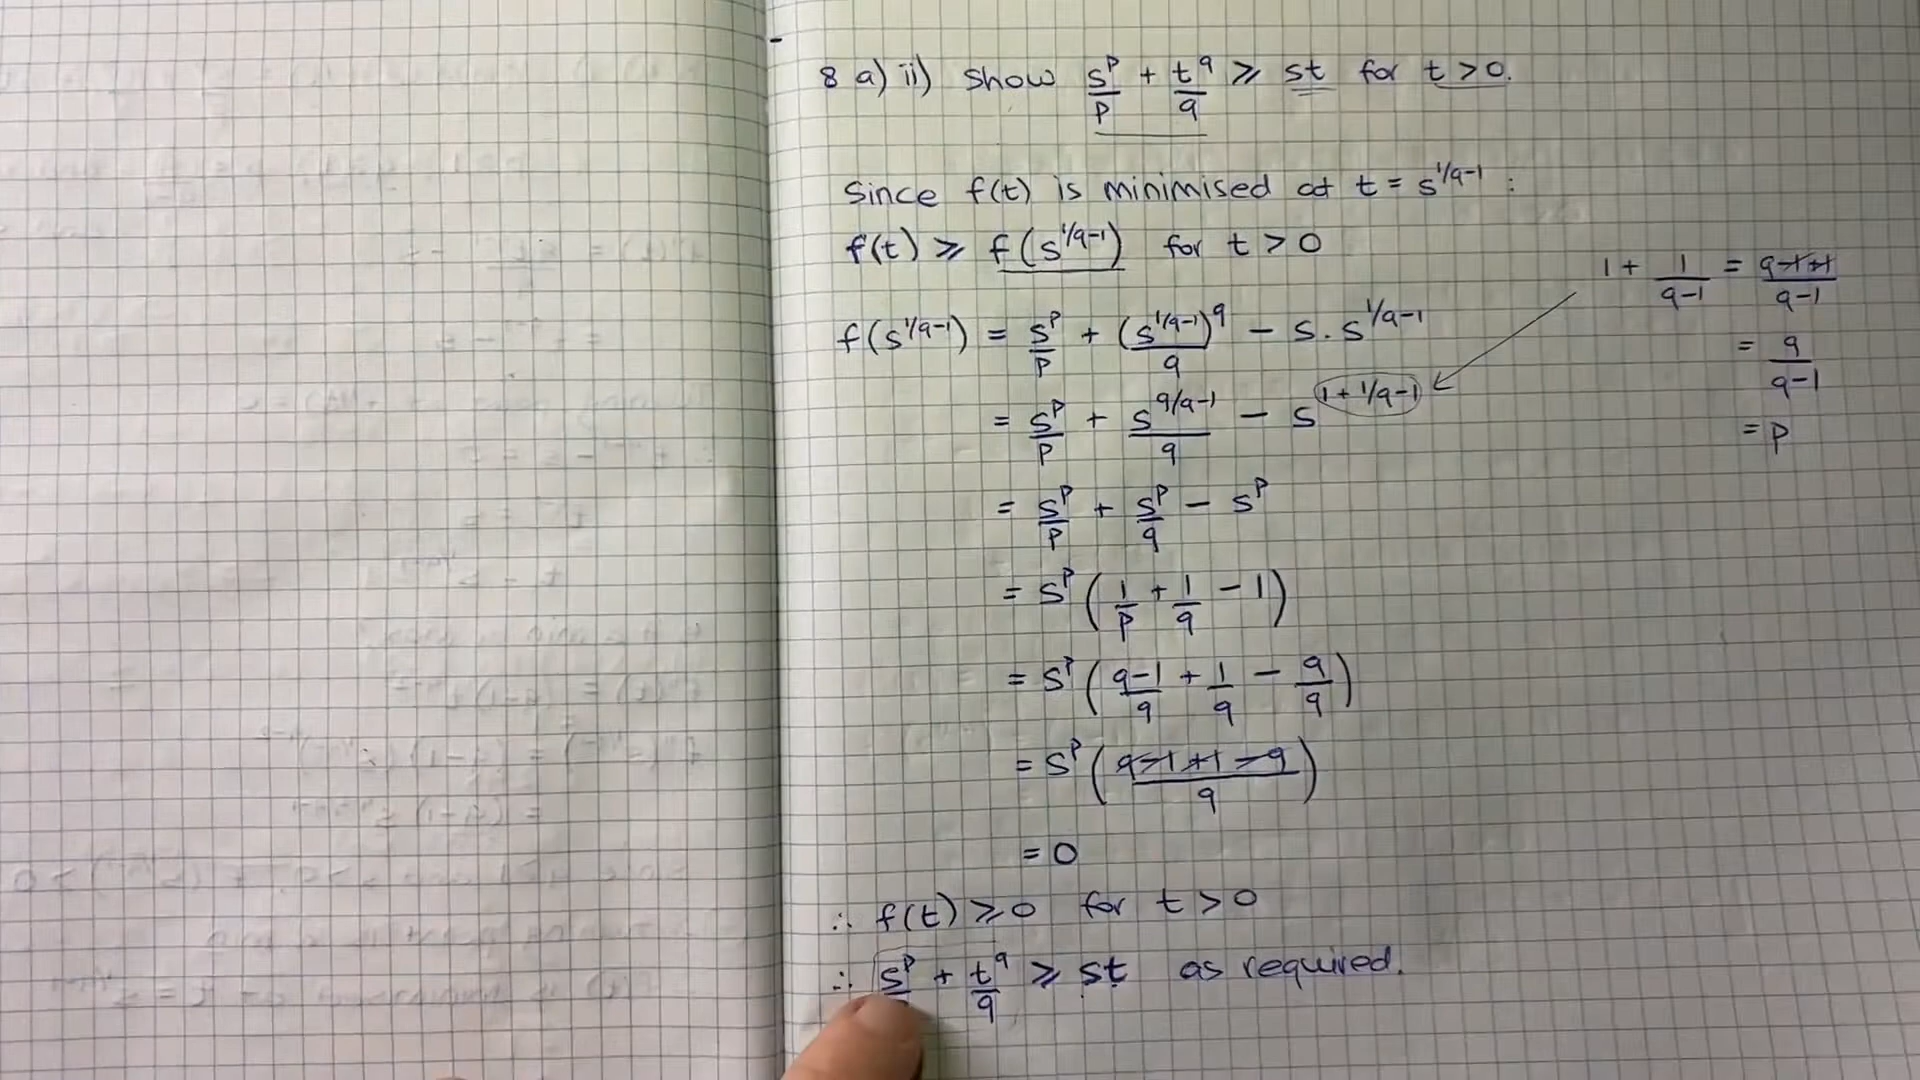 8 a) ii) Show s^p/p + t^q/q ≥ st for t > 0.
Since f(t) is minimised at t = s^1/q-1 :
f(t) ≥ f(s^1/q-1) for t > 0
f(s^1/q-1) = s^p/p + (s^1/q-1)^q/q - s.s^1/q-1
= s^p/p + s^q/q-1/q - s^1+1/q-1
= s^p/p + s^p/q - s^p
= s^p (1/p + 1/q - 1)
= s^p (q-1/q + 1/q - q/q)
= s^p (q-1+1-q/q)
= 0
∴ f(t) ≥ 0 for t > 0
∴ s^p + t^q/q ≥ st as required.
1 + 1/q-1 = q-1+1/q-1
= q/q-1
= p